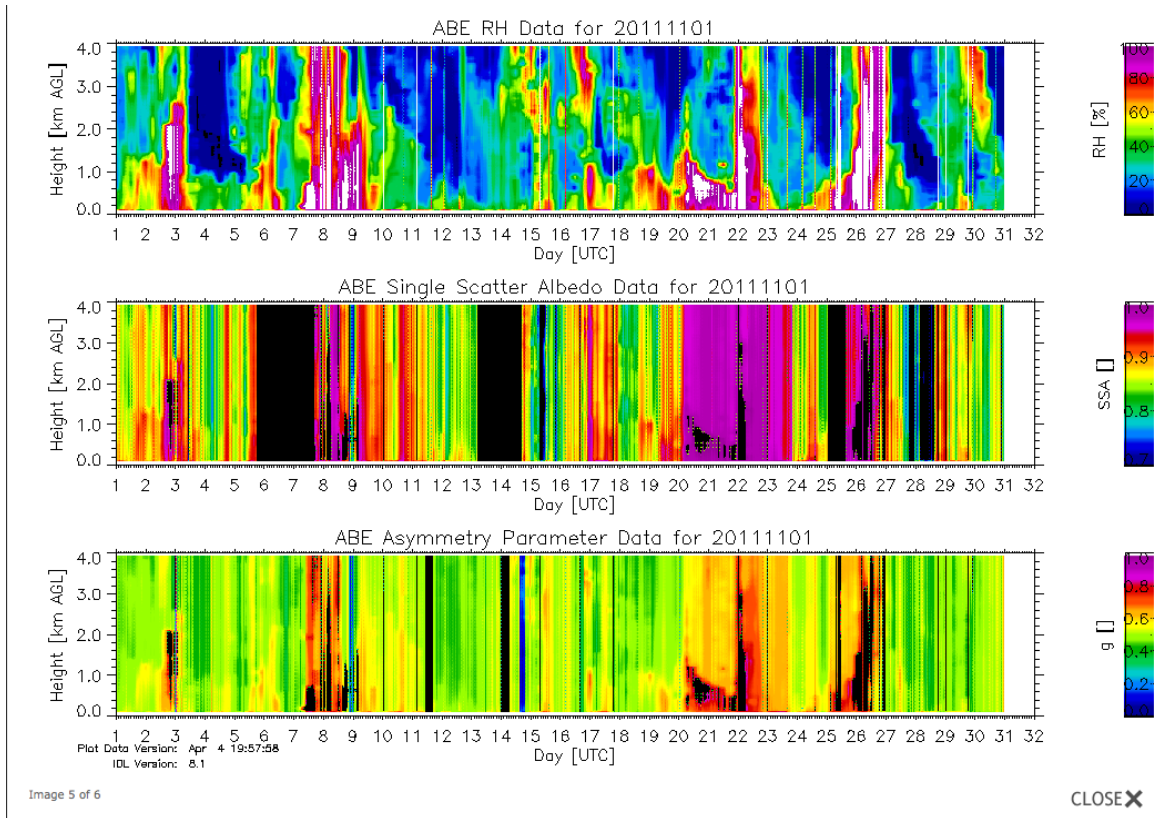 ABE RH Data for 20111101
Height [km AGL]
4.0
3.0
2.0
1.0
0.0
1 2 3 4 5 6 7 8 9 10 11 12 13 14 15 16 17 18 19 20 21 22 23 24 25 26 27 28 29 30 31 32
Day [UTC]
RH [%]
100
80
60
40
20
0.0
ABE Single Scatter Albedo Data for 20111101
Height [km AGL]
4.0
3.0
2.0
1.0
0.0
1 2 3 4 5 6 7 8 9 10 11 12 13 14 15 16 17 18 19 20 21 22 23 24 25 26 27 28 29 30 31 32
Day [UTC]
SSA []
1.0
0.9
0.8
0.7
ABE Asymmetry Parameter Data for 20111101
Height [km AGL]
4.0
3.0
2.0
1.0
0.0
1 2 3 4 5 6 7 8 9 10 11 12 13 14 15 16 17 18 19 20 21 22 23 24 25 26 27 28 29 30 31 32
Day [UTC]
g []
1.0
0.8
0.6
0.4
0.2
0.0
Plot Data Version: Apr 4 19:57:58
IDL Version: 8.1
Image 5 of 6
CLOSE X